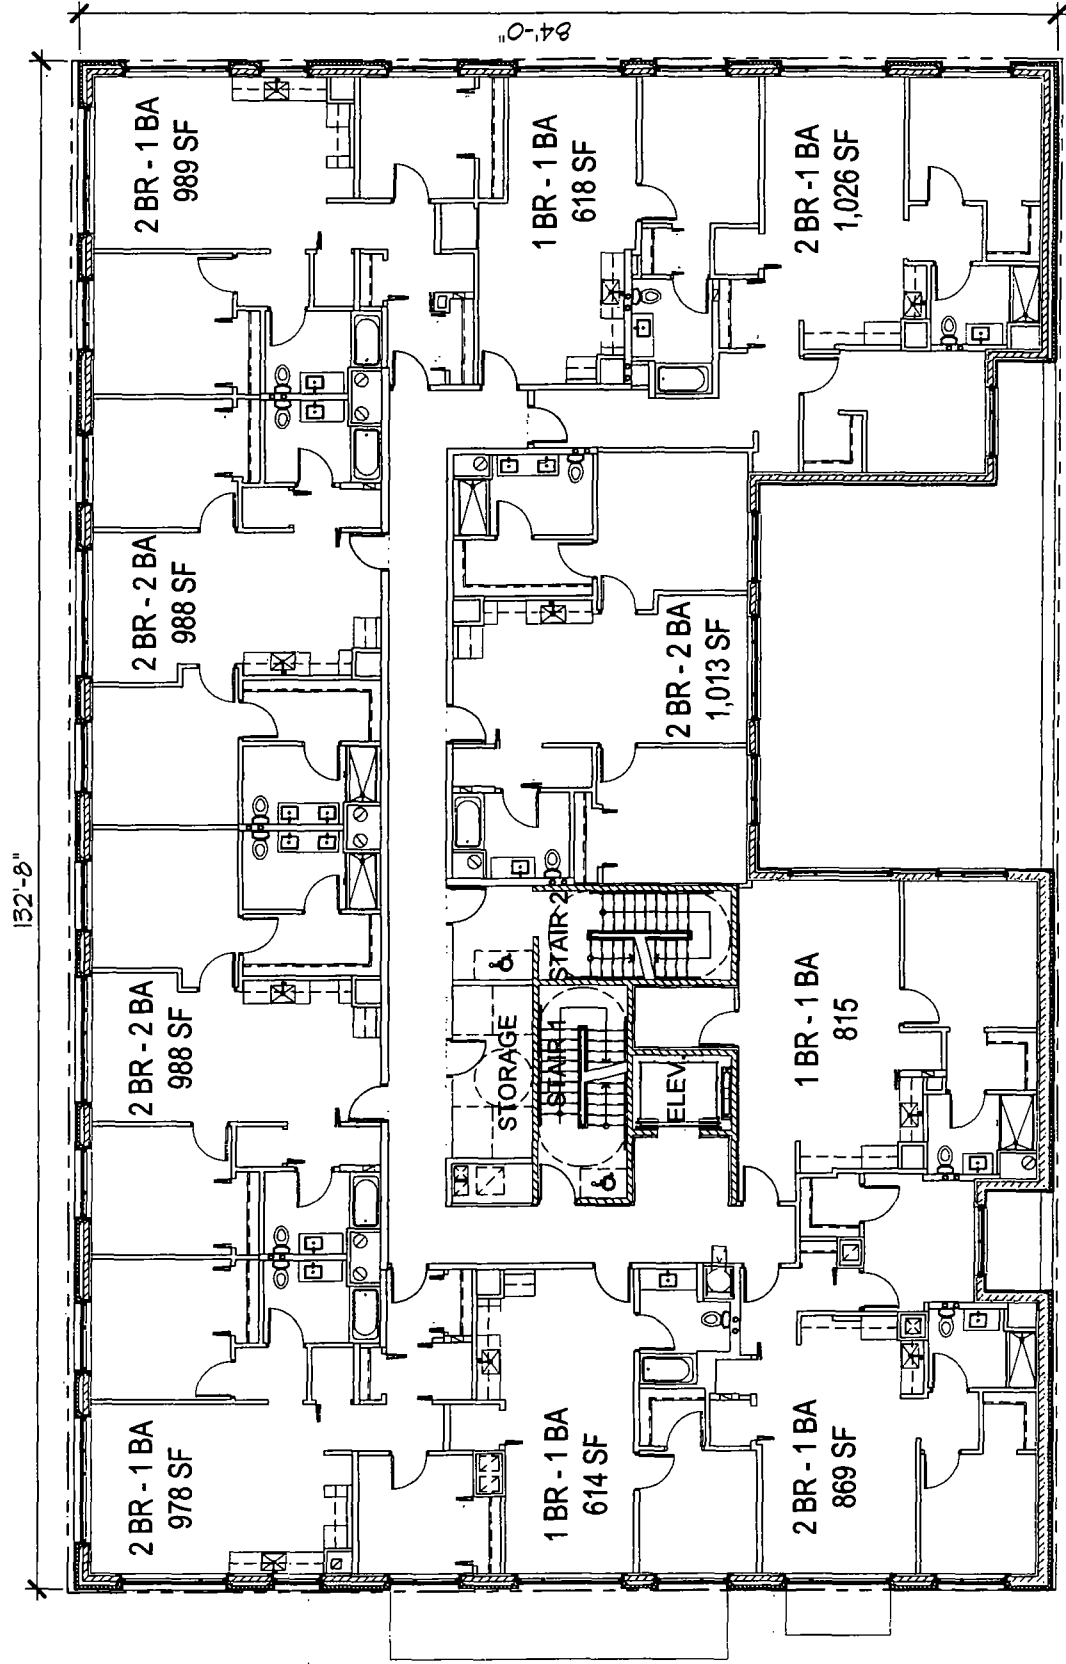 84'-0"
132'-8"
2 BR - 1 BA
989 SF
1 BR - 1 BA
618 SF
2 BR - 1 BA
1,026 SF
2 BR - 2 BA
988 SF
2 BR - 2 BA
1,013 SF
2 BR - 2 BA
988 SF
STORAGE
STAIR 1
STAIR 2
ELEV.
1 BR - 1 BA
815
2 BR - 1 BA
978 SF
1 BR - 1 BA
614 SF
2 BR - 1 BA
869 SF